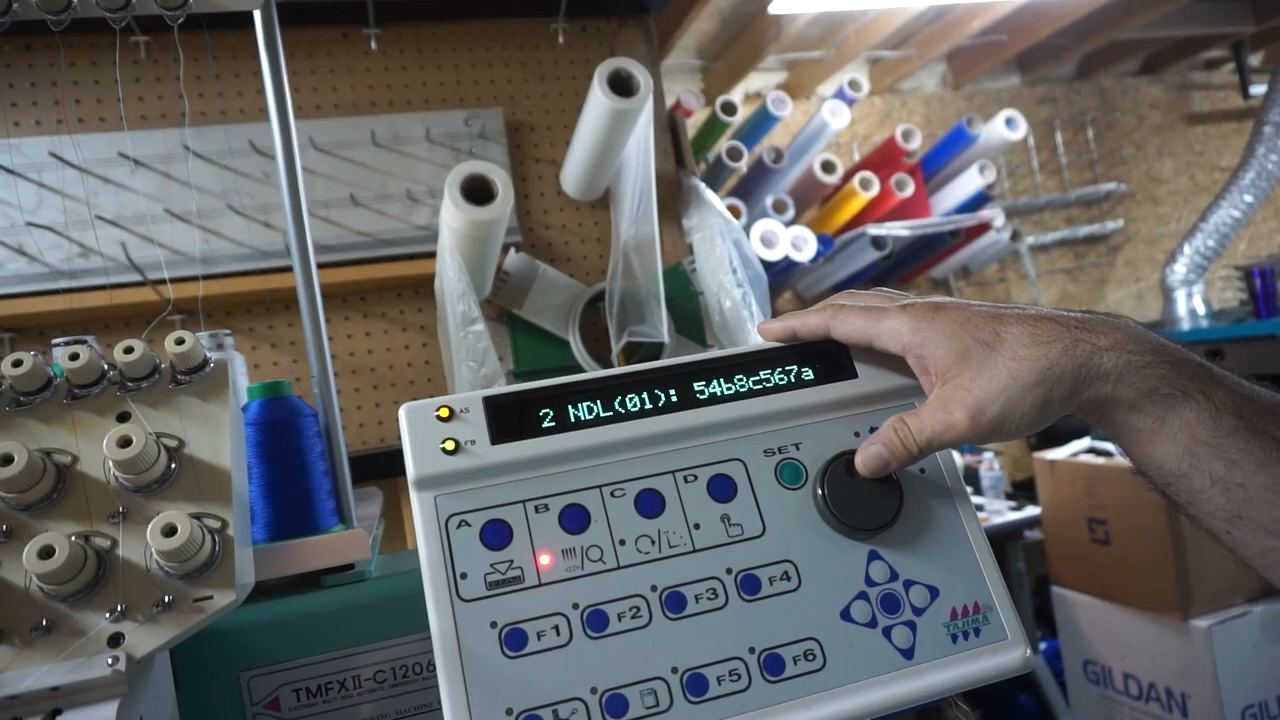 AS
FB
2 NDL(01): 54b8c567a
SET
A
B
C
D
F1
F2
F3
F4
F5
F6
TAJIMA
TMFXII-C1206
GILDAN